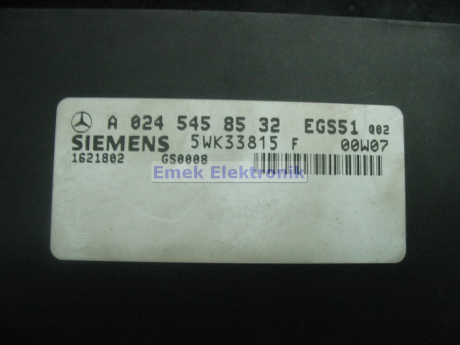 A 024 545 85 32 EGS51 Q02
SIEMENS 5WK33815 F 00W07
1621802 GS0008
Emek Elektronik